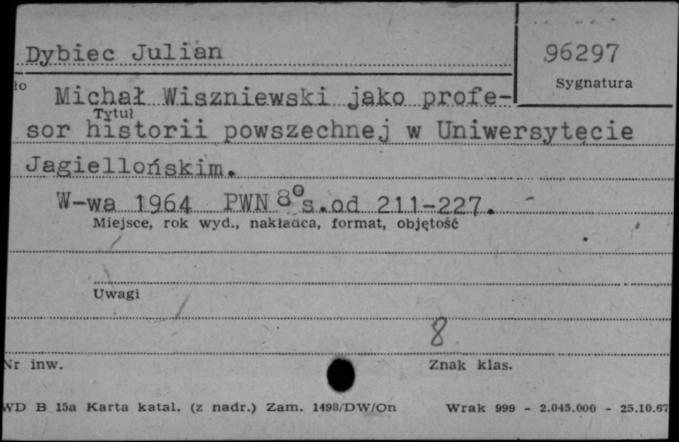 Dybiec Julian
96297
Sygnatura
ło
Michał Wiszniewski jako profe-
Tytuł
sor historii powszechnej w Uniwersytecie
Jagiellońskim.
W-wa 1964 PWN 8° s.od 211-227.
Miejsce, rok wyd., nakładca, format, objętość
Uwagi
8
Nr inw.
Znak klas.
WD B 15a Karta katal. (z nadr.) Zam. 1498/DW/On Wrak 999 - 2.045.000 - 25.10.67